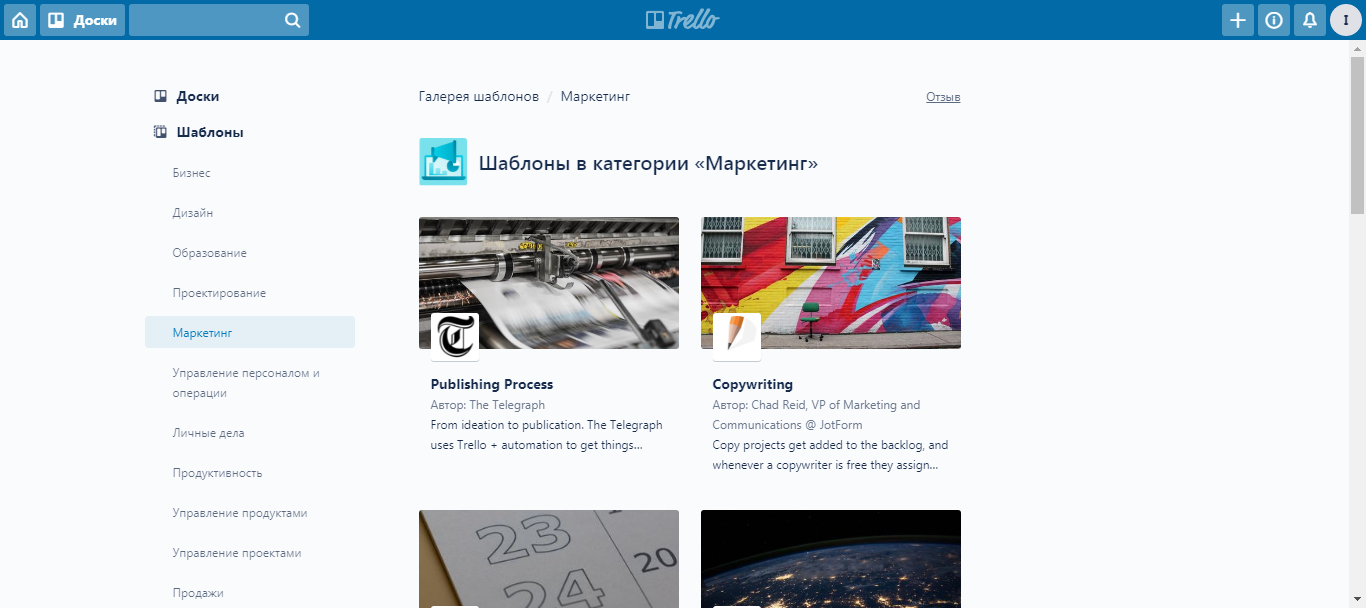 Доски
Trello
I
Доски
Шаблоны
Бизнес
Дизайн
Образование
Проектирование
Маркетинг
Управление персоналом и
операции
Личные дела
Продуктивность
Управление продуктами
Управление проектами
Продажи
Галерея шаблонов / Маркетинг
Отзыв
Шаблоны в категории «Маркетинг»
T
Publishing Process
Автор: The Telegraph
From ideation to publication. The Telegraph
uses Trello + automation to get things...
Copywriting
Автор: Chad Reid, VP of Marketing and
Communications @ JotForm
Copy projects get added to the backlog, and
whenever a copywriter is free they assign...
23
24
20